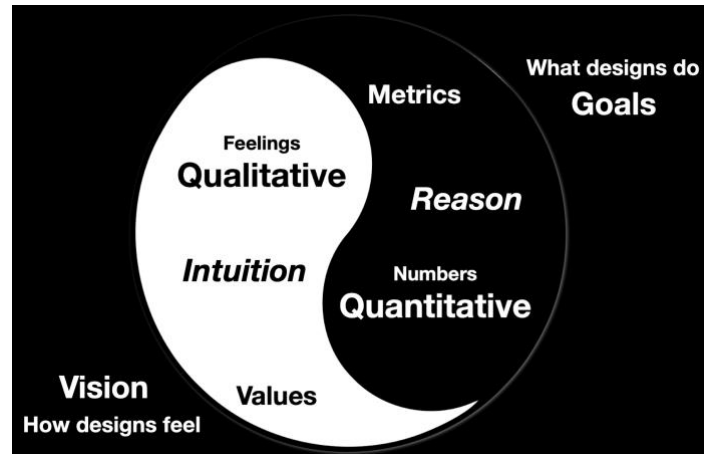 What designs do
Goals
Metrics
Feelings
Qualitative
Reason
Intuition
Numbers
Quantitative
Vision
How designs feel
Values